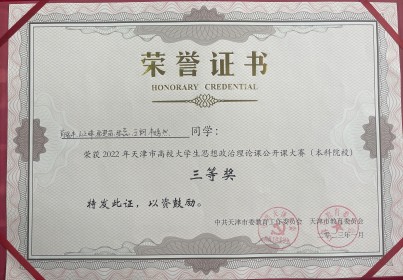 荣誉证书
HONORARY CREDENTIAL
同学：
荣获2022年天津市高校大学生思想政治理论课公开课大赛（本科院校）
三等奖
特发此证，以资鼓励。
中共天津市委教育工作委员会 天津市教育委员会
二〇二三年一月